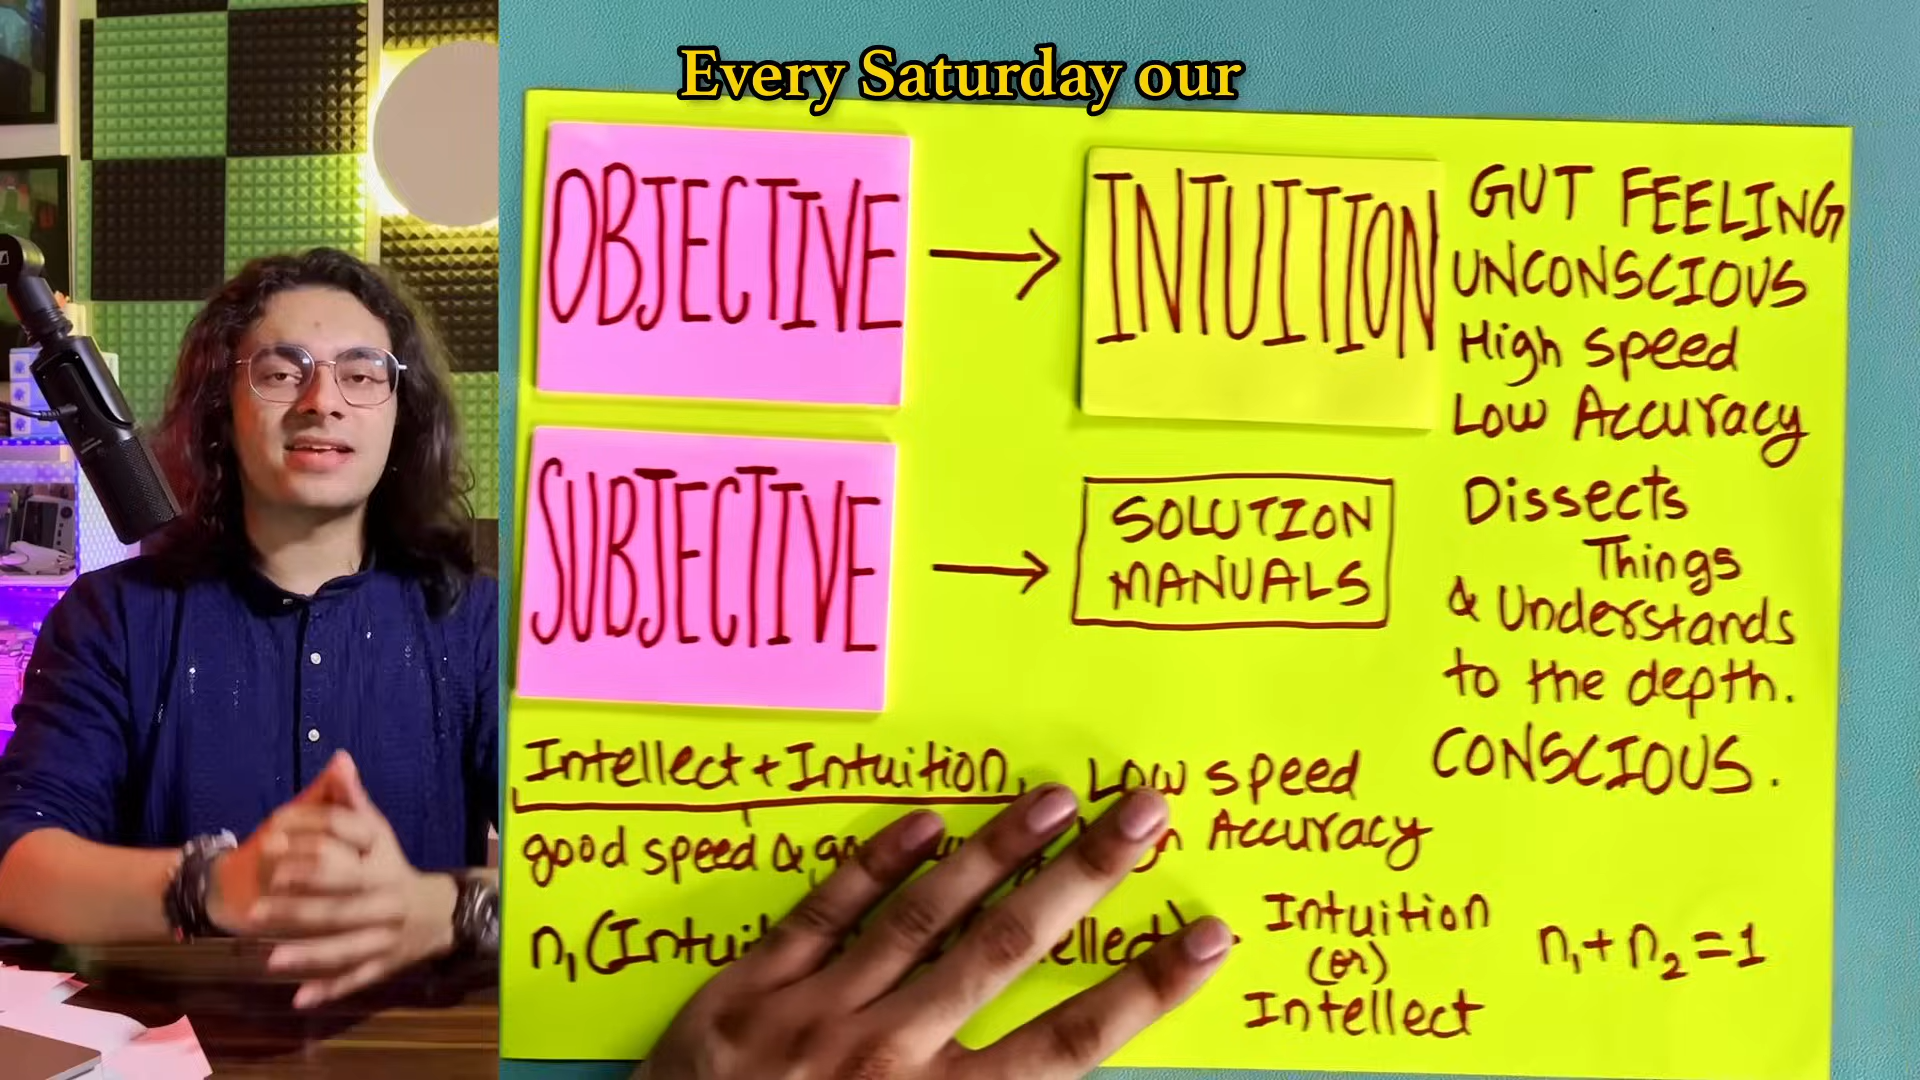 Every Saturday our
OBJECTIVE
INTUITION
GUT FEELING
UNCONSCIOUS
High speed
Low Accuracy
SUBJECTIVE
SOLUTION
MANUALS
Dissects
Things
& Understands
to the depth.
CONSCIOUS.
Intellect + Intuition
good speed &
Low speed
Accuracy
n₁(
Intuition
(or)
Intellect
n₁ + n₂ = 1